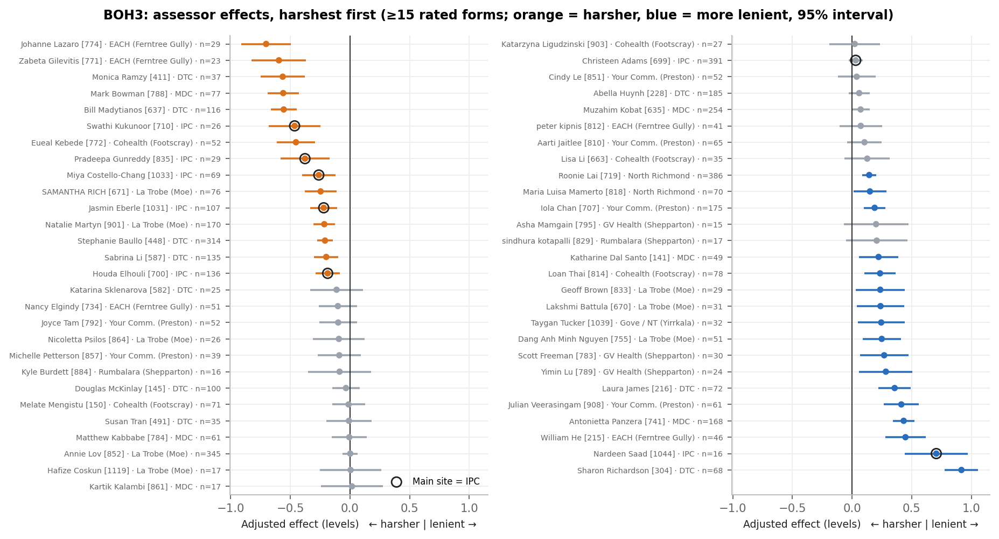 BOH3: assessor effects, harshest first (≥15 rated forms; orange = harsher, blue = more lenient, 95% interval)
Johanne Lazaro [774] · EACH (Ferntree Gully) · n=29
Zabeta Gilevitis [771] · EACH (Ferntree Gully) · n=23
Monica Ramzy [411] · DTC · n=37
Mark Bowman [788] · MDC · n=77
Bill Madytianos [637] · DTC · n=116
Swathi Kukunoor [710] · IPC · n=26
Eueal Kebede [772] · Cohealth (Footscray) · n=52
Pradeepa Gunreddy [835] · IPC · n=29
Miya Costello-Chang [1033] · IPC · n=69
SAMANTHA RICH [671] · La Trobe (Moe) · n=76
Jasmin Eberle [1031] · IPC · n=107
Natalie Martyn [901] · La Trobe (Moe) · n=170
Stephanie Baullo [448] · DTC · n=314
Sabrina Li [587] · DTC · n=135
Houda Elhouli [700] · IPC · n=136
Katarina Sklenarova [582] · DTC · n=25
Nancy Elgindy [734] · EACH (Ferntree Gully) · n=51
Joyce Tam [792] · Your Comm. (Preston) · n=52
Nicoletta Psilos [864] · La Trobe (Moe) · n=26
Michelle Petterson [857] · Your Comm. (Preston) · n=39
Kyle Burdett [884] · Rumbalara (Shepparton) · n=16
Douglas McKinlay [145] · DTC · n=100
Melate Mengistu [150] · Cohealth (Footscray) · n=71
Susan Tran [491] · DTC · n=35
Matthew Kabbabe [784] · MDC · n=61
Annie Lov [852] · La Trobe (Moe) · n=345
Hafize Coskun [1119] · La Trobe (Moe) · n=17
Kartik Kalambi [861] · MDC · n=17
Main site = IPC
−1.0 −0.5 0.0 0.5 1.0
Adjusted effect (levels) ← harsher | lenient →
Katarzyna Ligudzinski [903] · Cohealth (Footscray) · n=27
Christeen Adams [699] · IPC · n=391
Cindy Le [851] · Your Comm. (Preston) · n=52
Abella Huynh [228] · DTC · n=185
Muzahim Kobat [635] · MDC · n=254
peter kipnis [812] · EACH (Ferntree Gully) · n=41
Aarti Jaitlee [810] · Your Comm. (Preston) · n=65
Lisa Li [663] · Cohealth (Footscray) · n=35
Roonie Lai [719] · North Richmond · n=386
Maria Luisa Mamerto [818] · North Richmond · n=70
Iola Chan [707] · Your Comm. (Preston) · n=175
Asha Mamgain [795] · GV Health (Shepparton) · n=15
sindhura kotapalli [829] · Rumbalara (Shepparton) · n=17
Katharine Dal Santo [141] · MDC · n=49
Loan Thai [814] · Cohealth (Footscray) · n=78
Geoff Brown [833] · La Trobe (Moe) · n=29
Lakshmi Battula [670] · La Trobe (Moe) · n=31
Taygan Tucker [1039] · Gove / NT (Yirrkala) · n=32
Dang Anh Minh Nguyen [755] · La Trobe (Moe) · n=51
Scott Freeman [783] · GV Health (Shepparton) · n=30
Yimin Lu [789] · GV Health (Shepparton) · n=24
Laura James [216] · DTC · n=72
Julian Veerasingam [908] · Your Comm. (Preston) · n=61
Antonietta Panzera [741] · MDC · n=168
William He [215] · EACH (Ferntree Gully) · n=46
Nardeen Saad [1044] · IPC · n=16
Sharon Richardson [304] · DTC · n=68
−1.0 −0.5 0.0 0.5 1.0
Adjusted effect (levels) ← harsher | lenient →